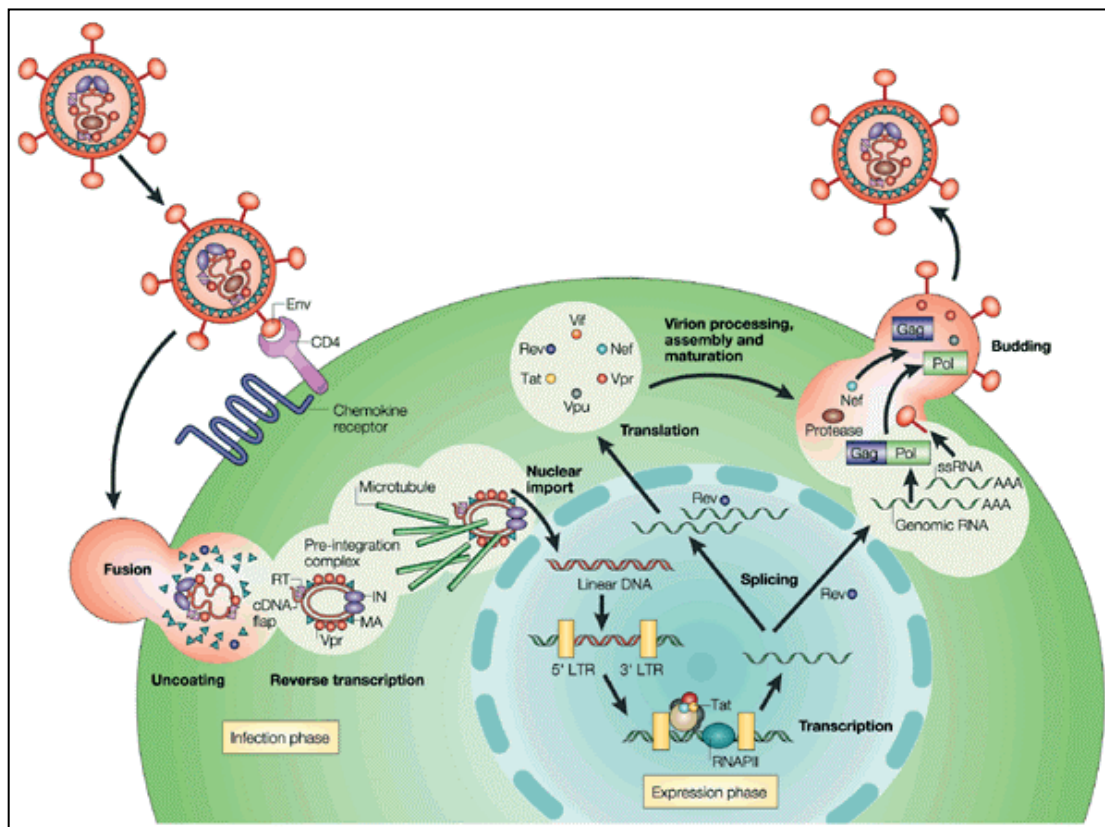 Env
CD4
Chemokine
receptor
Fusion
Uncoating
Pre-integration
complex
RT
cDNA
flap
IN
MA
Vpr
Reverse transcription
Microtubule
Nuclear
import
Infection phase
Linear DNA
5' LTR
3' LTR
Tat
RNAPII
Transcription
Expression phase
Splicing
Rev
Rev
Translation
Vif
Rev
Nef
Tat
Vpr
Vpu
Virion processing,
assembly and
maturation
Gag
Pol
Budding
Nef
Protease
Gag
Pol
ssRNA
AAA
AAA
Genomic RNA